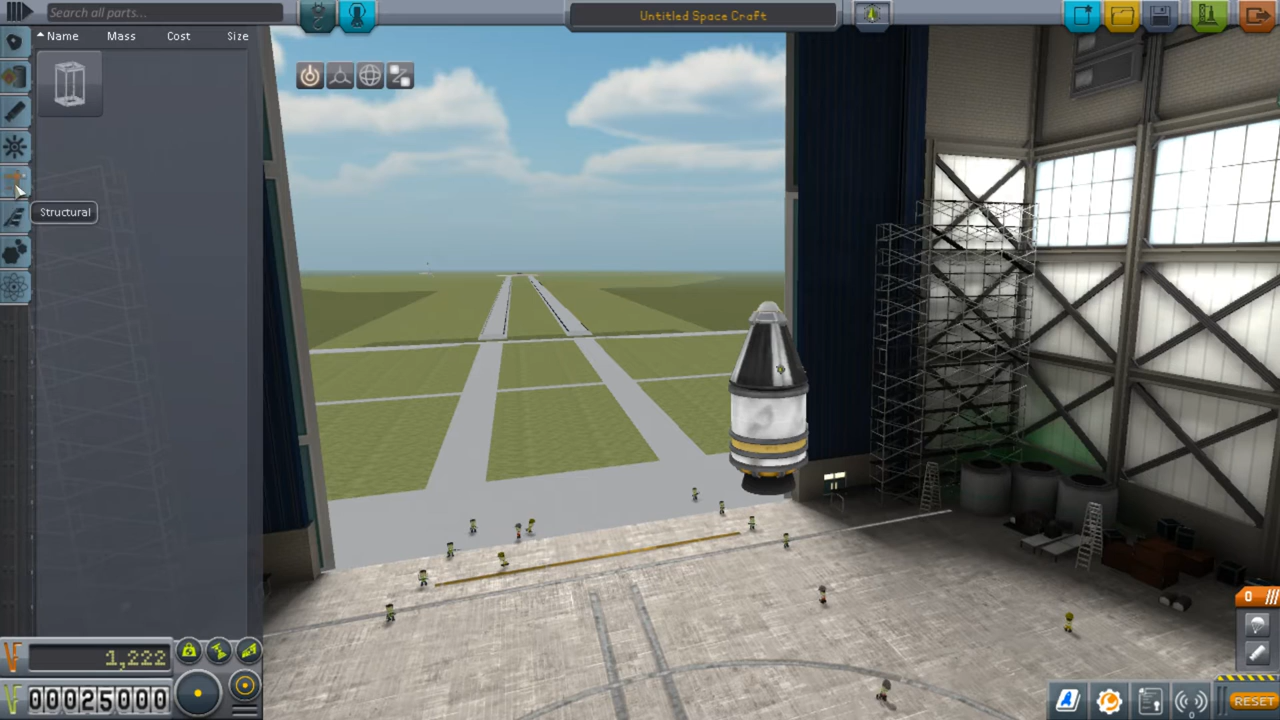 Search all parts...
Untitled Space Craft
Name Mass Cost Size
Structural
0
1,222
00025000
RESET